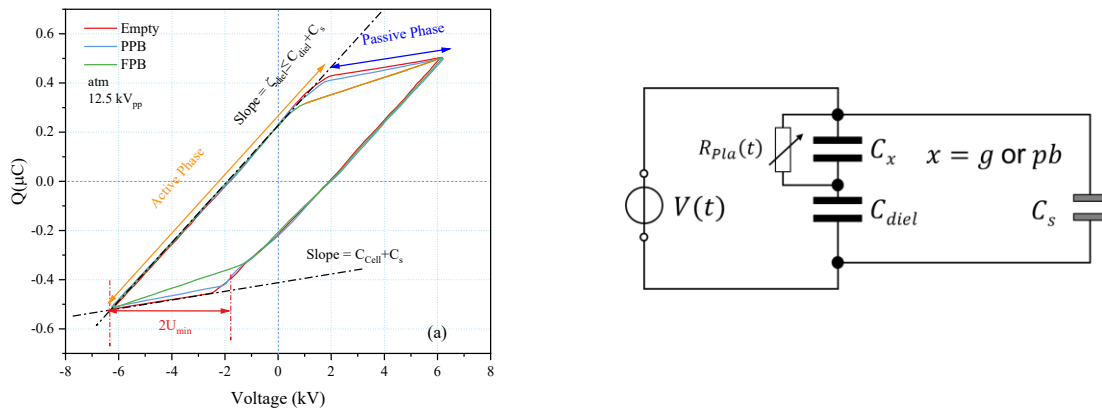 Empty
PPB
FPB
atm
12.5 kVpp
Slope = ζdiel≤ Cdiel+Cs
Passive Phase
Active Phase
Slope = CCell+Cs
2Umin
(a)
0.6
0.4
0.2
0.0
-0.2
-0.4
-0.6
Q(μC)
-8 -6 -4 -2 0 2 4 6 8
Voltage (kV)
RPla(t)
Cx
x = g or pb
V(t)
Cdiel
Cs